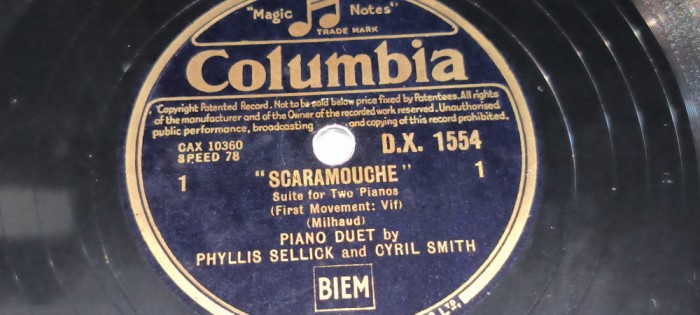 "Magic Notes"
TRADE MARK
Columbia
Copyright Patented Record. Not to be sold below price fixed by Patentees. All rights
of the manufacturer and of the Owner of the recorded work reserved. Unauthorised
public performance, broadcasting and copying of this record prohibited.
CAX 10360 D.X. 1554
SPEED 78
1 "SCARAMOUCHE" 1
Suite for Two Pianos
(First Movement: Vif)
(Milhaud)
PIANO DUET by
PHYLLIS SELLICK and CYRIL SMITH
BIEM
LTD.